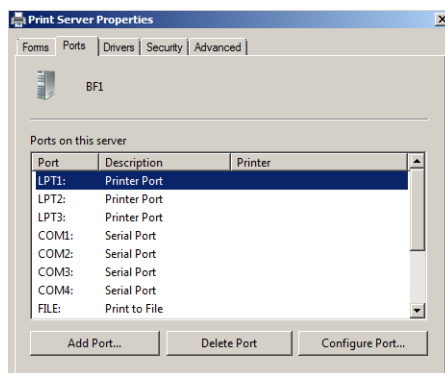 Print Server Properties
Forms Ports Drivers Security Advanced
BF1
Ports on this server
Port Description Printer
LPT1: Printer Port
LPT2: Printer Port
LPT3: Printer Port
COM1: Serial Port
COM2: Serial Port
COM3: Serial Port
COM4: Serial Port
FILE: Print to File
Add Port... Delete Port Configure Port...